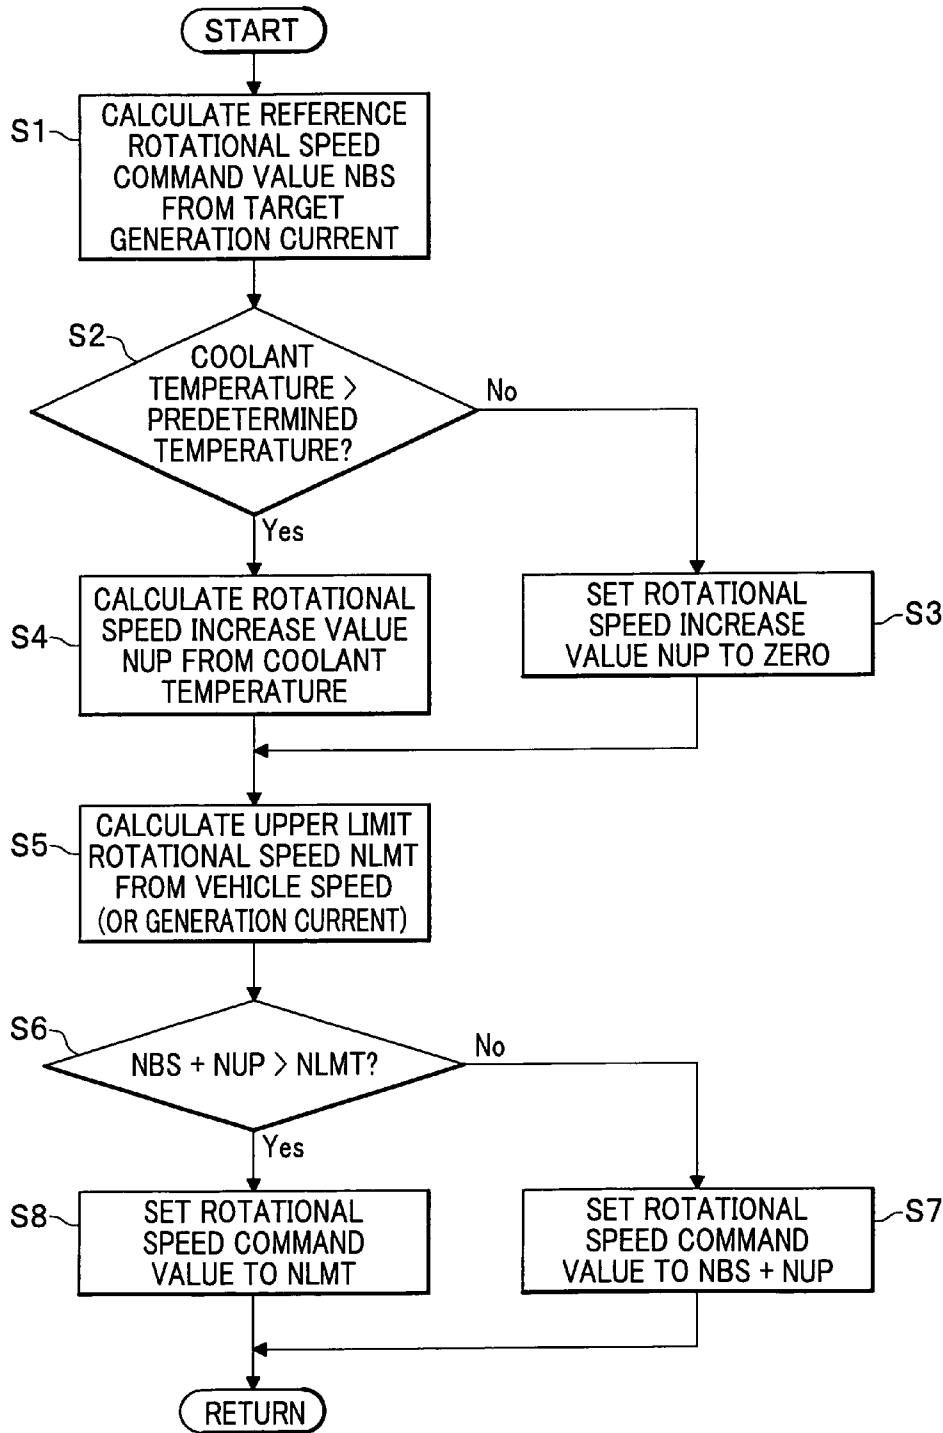 START
S1
CALCULATE REFERENCE
ROTATIONAL SPEED
COMMAND VALUE NBS
FROM TARGET
GENERATION CURRENT
S2
COOLANT
TEMPERATURE >
PREDETERMINED
TEMPERATURE?
No
Yes
S4
CALCULATE ROTATIONAL
SPEED INCREASE VALUE
NUP FROM COOLANT
TEMPERATURE
SET ROTATIONAL
SPEED INCREASE
VALUE NUP TO ZERO
S3
S5
CALCULATE UPPER LIMIT
ROTATIONAL SPEED NLMT
FROM VEHICLE SPEED
(OR GENERATION CURRENT)
S6
NBS + NUP > NLMT?
No
Yes
S8
SET ROTATIONAL
SPEED COMMAND
VALUE TO NLMT
SET ROTATIONAL
SPEED COMMAND
VALUE TO NBS + NUP
S7
RETURN